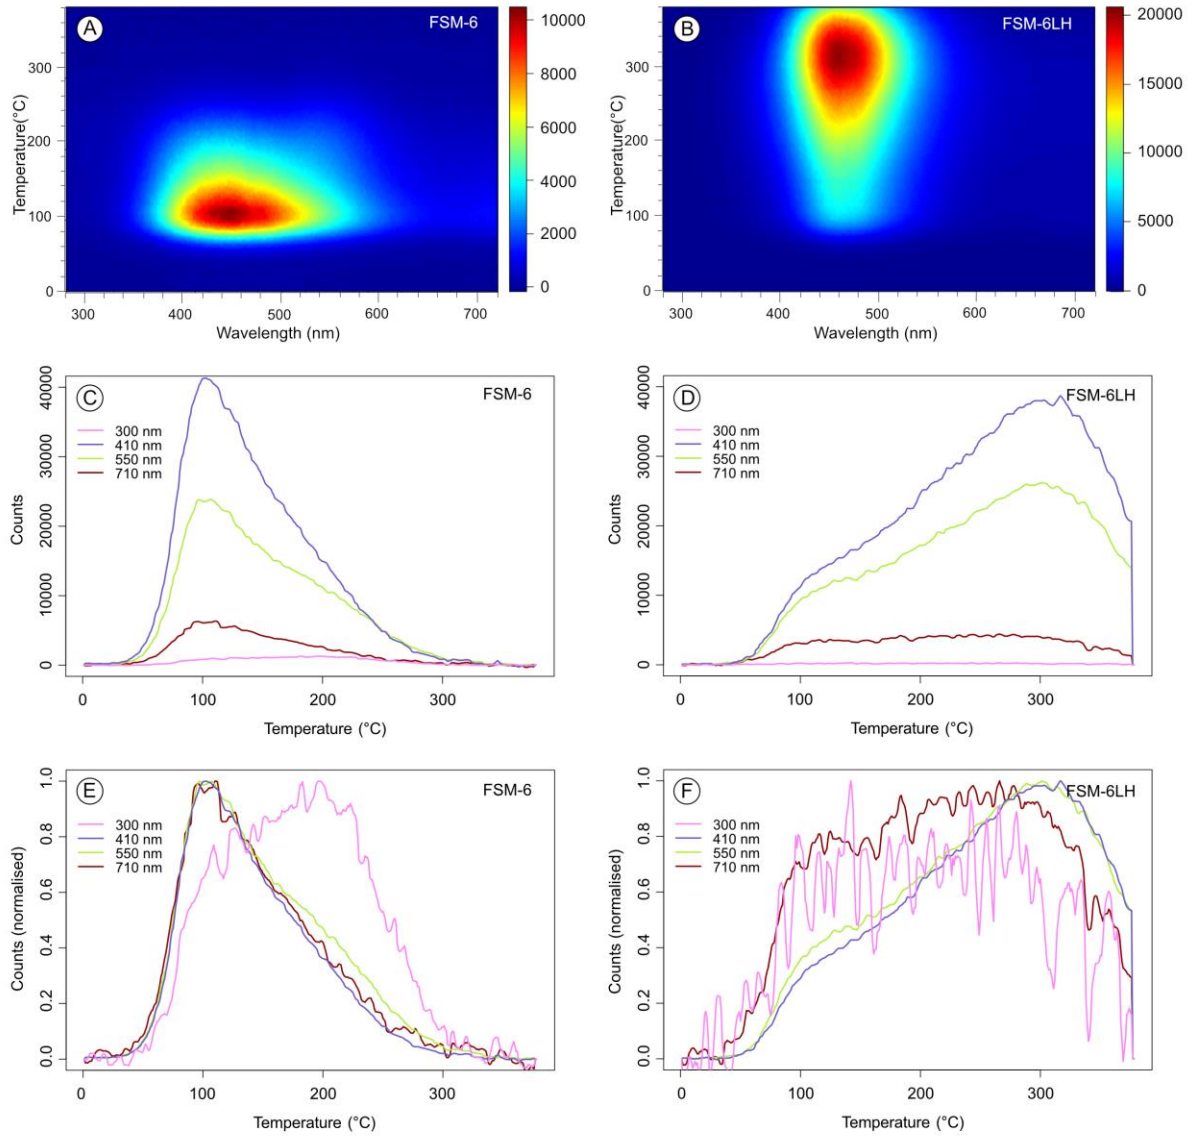 A
FSM-6
Temperature(°C)
300
200
100
0
300 400 500 600 700
Wavelength (nm)
10000
8000
6000
4000
2000
0
B
FSM-6LH
Temperature(°C)
300
200
100
0
300 400 500 600 700
Wavelength (nm)
20000
15000
10000
5000
0
C
FSM-6
300 nm
410 nm
550 nm
710 nm
Counts
40000
30000
20000
10000
0
0 100 200 300
Temperature (°C)
D
FSM-6LH
300 nm
410 nm
550 nm
710 nm
Counts
40000
30000
20000
10000
0
0 100 200 300
Temperature (°C)
E
FSM-6
300 nm
410 nm
550 nm
710 nm
Counts (normalised)
1.0
0.8
0.6
0.4
0.2
0.0
0 100 200 300
Temperature (°C)
F
FSM-6LH
300 nm
410 nm
550 nm
710 nm
Counts (normalised)
1.0
0.8
0.6
0.4
0.2
0.0
0 100 200 300
Temperature (°C)